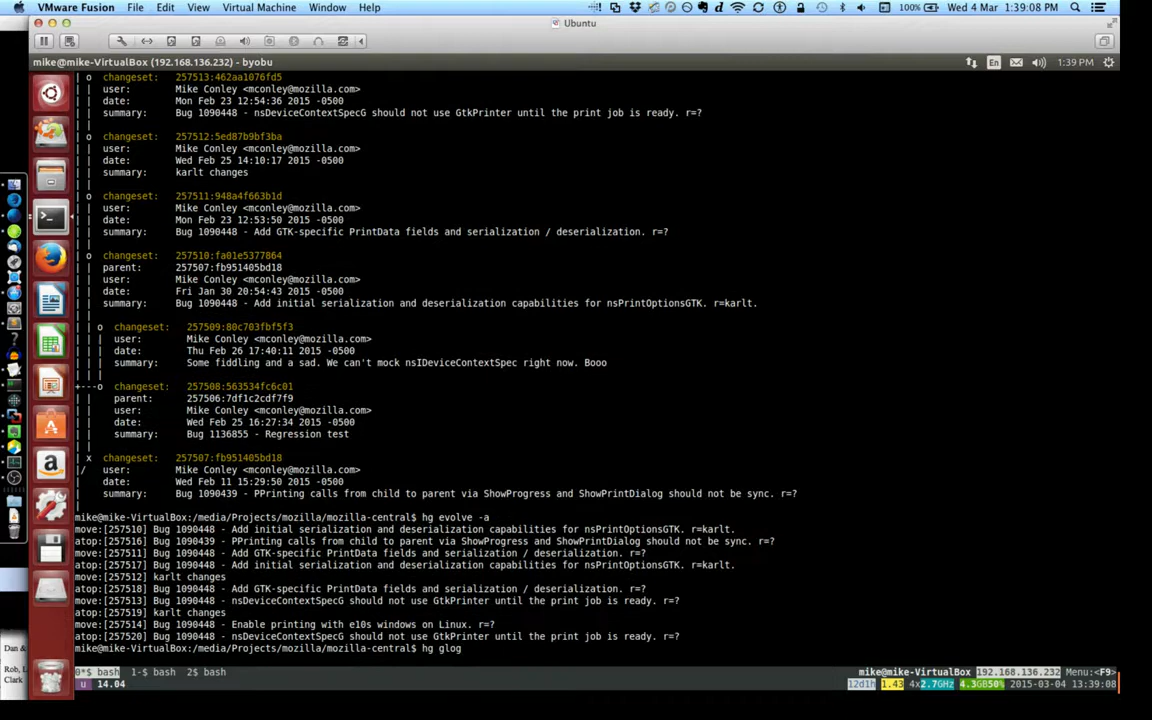 VMware Fusion File Edit View Virtual Machine Window Help 100% Wed 4 Mar 1:39:08 PM
Ubuntu
mike@mike-VirtualBox (192.168.136.232) - byobu En 1:39 PM
| o changeset: 257513:462aa1076fd5
| | user: Mike Conley <mconley@mozilla.com>
| | date: Mon Feb 23 12:54:36 2015 -0500
| | summary: Bug 1090448 - nsDeviceContextSpecG should not use GtkPrinter until the print job is ready. r=?
| |
| o changeset: 257512:5ed87b9bf3ba
| | user: Mike Conley <mconley@mozilla.com>
| | date: Wed Feb 25 14:10:17 2015 -0500
| | summary: karlt changes
| |
| o changeset: 257511:948a4f663b1d
| | user: Mike Conley <mconley@mozilla.com>
| | date: Mon Feb 23 12:53:50 2015 -0500
| | summary: Bug 1090448 - Add GTK-specific PrintData fields and serialization / deserialization. r=?
| |
| o changeset: 257510:fa01e5377864
| | parent: 257507:fb951405bd18
| | user: Mike Conley <mconley@mozilla.com>
| | date: Fri Jan 30 20:54:43 2015 -0500
| | summary: Bug 1090448 - Add initial serialization and deserialization capabilities for nsPrintOptionsGTK. r=karlt.
| |
| | o changeset: 257509:80c703fbf5f3
| | | user: Mike Conley <mconley@mozilla.com>
| | | date: Thu Feb 26 17:40:11 2015 -0500
| | | summary: Some fiddling and a sad. We can't mock nsIDeviceContextSpec right now. Booo
| | |
+---o changeset: 257508:563534fc6c01
| | parent: 257506:7df1c2cdf7f9
| | user: Mike Conley <mconley@mozilla.com>
| | date: Wed Feb 25 16:27:34 2015 -0500
| | summary: Bug 1136855 - Regression test
| |
| x changeset: 257507:fb951405bd18
|/ user: Mike Conley <mconley@mozilla.com>
| date: Wed Feb 11 15:29:50 2015 -0500
| summary: Bug 1090439 - PPrinting calls from child to parent via ShowProgress and ShowPrintDialog should not be sync. r=?
|
mike@mike-VirtualBox:/media/Projects/mozilla/mozilla-central$ hg evolve -a
move:[257510] Bug 1090448 - Add initial serialization and deserialization capabilities for nsPrintOptionsGTK. r=karlt.
atop:[257516] Bug 1090439 - PPrinting calls from child to parent via ShowProgress and ShowPrintDialog should not be sync. r=?
move:[257511] Bug 1090448 - Add GTK-specific PrintData fields and serialization / deserialization. r=?
atop:[257517] Bug 1090448 - Add initial serialization and deserialization capabilities for nsPrintOptionsGTK. r=karlt.
move:[257512] karlt changes
atop:[257518] Bug 1090448 - Add GTK-specific PrintData fields and serialization / deserialization. r=?
move:[257513] Bug 1090448 - nsDeviceContextSpecG should not use GtkPrinter until the print job is ready. r=?
atop:[257519] karlt changes
move:[257514] Bug 1090448 - Enable printing with e10s windows on Linux. r=?
atop:[257520] Bug 1090448 - nsDeviceContextSpecG should not use GtkPrinter until the print job is ready. r=?
mike@mike-VirtualBox:/media/Projects/mozilla/mozilla-central$ hg glog
Dan &
Rob, L
Clark
0*$ bash 1-$ bash 2$ bash mike@mike-VirtualBox 192.168.136.232 Menu:<F9>
u 14.04 12d1h 1.43 4x2.7GHz 4.3GB50% 2015-03-04 13:39:08